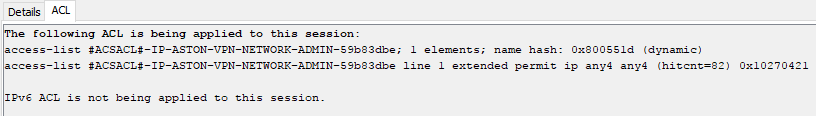 Details ACL
The following ACL is being applied to this session:
access-list #ACSACL#-IP-ASTON-VPN-NETWORK-ADMIN-59b83dbe; 1 elements; name hash: 0x800551d (dynamic)
access-list #ACSACL#-IP-ASTON-VPN-NETWORK-ADMIN-59b83dbe line 1 extended permit ip any4 any4 (hitcnt=82) 0x10270421
IPv6 ACL is not being applied to this session.